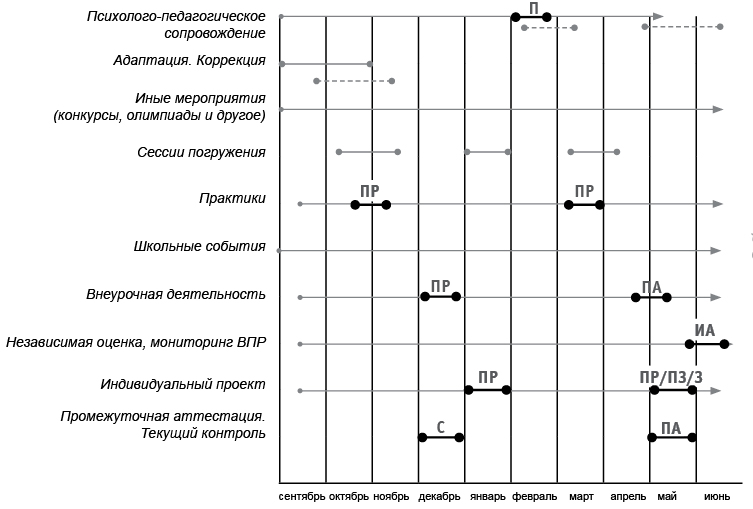 Психолого-педагогическое
сопровождение
П
Адаптация. Коррекция
Иные мероприятия
(конкурсы, олимпиады и другое)
Сессии погружения
Практики
ПР ПР
Школьные события
Внеурочная деятельность
ПР ПА
Независимая оценка, мониторинг ВПР
ИА
Индивидуальный проект
ПР ПР/ПЗ/З
Промежуточная аттестация.
Текущий контроль
С ПА
сентябрь октябрь ноябрь декабрь январь февраль март апрель май июнь